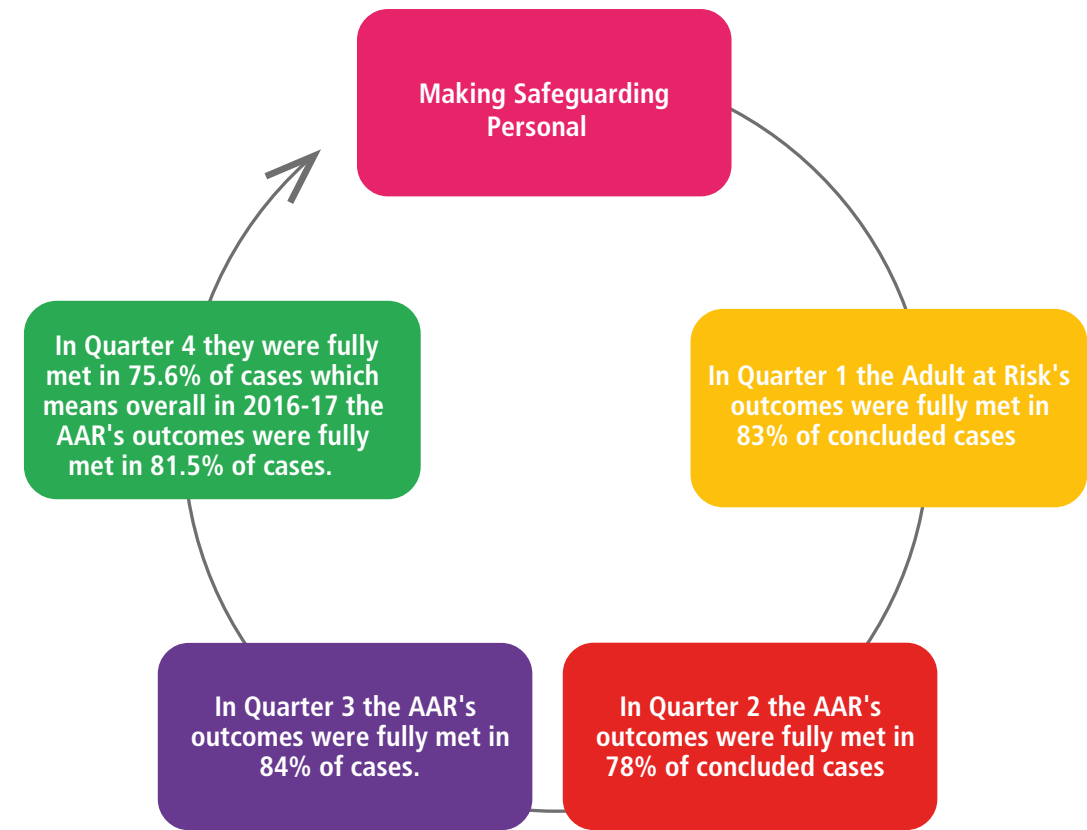 Making Safeguarding
Personal
In Quarter 1 the Adult at Risk's
outcomes were fully met in
83% of concluded cases
In Quarter 2 the AAR's
outcomes were fully met in
78% of concluded cases
In Quarter 3 the AAR's
outcomes were fully met in
84% of cases.
In Quarter 4 they were fully
met in 75.6% of cases which
means overall in 2016-17 the
AAR's outcomes were fully
met in 81.5% of cases.